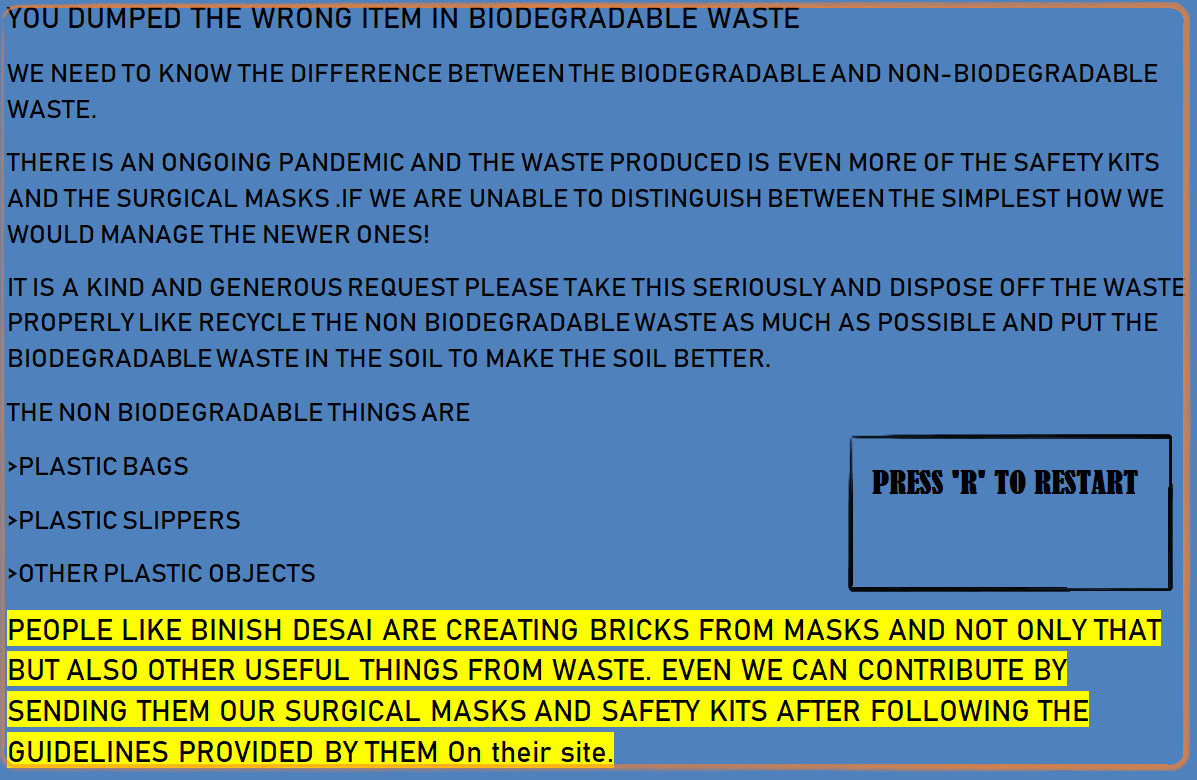 YOU DUMPED THE WRONG ITEM IN BIODEGRADABLE WASTE
WE NEED TO KNOW THE DIFFERENCE BETWEEN THE BIODEGRADABLE AND NON-BIODEGRADABLE
WASTE.
THERE IS AN ONGOING PANDEMIC AND THE WASTE PRODUCED IS EVEN MORE OF THE SAFETY KITS
AND THE SURGICAL MASKS .IF WE ARE UNABLE TO DISTINGUISH BETWEEN THE SIMPLEST HOW WE
WOULD MANAGE THE NEWER ONES!
IT IS A KIND AND GENEROUS REQUEST PLEASE TAKE THIS SERIOUSLY AND DISPOSE OFF THE WASTE
PROPERLY LIKE RECYCLE THE NON BIODEGRADABLE WASTE AS MUCH AS POSSIBLE AND PUT THE
BIODEGRADABLE WASTE IN THE SOIL TO MAKE THE SOIL BETTER.
THE NON BIODEGRADABLE THINGS ARE
>PLASTIC BAGS
>PLASTIC SLIPPERS
>OTHER PLASTIC OBJECTS
PRESS "R" TO RESTART
PEOPLE LIKE BINISH DESAI ARE CREATING BRICKS FROM MASKS AND NOT ONLY THAT
BUT ALSO OTHER USEFUL THINGS FROM WASTE. EVEN WE CAN CONTRIBUTE BY
SENDING THEM OUR SURGICAL MASKS AND SAFETY KITS AFTER FOLLOWING THE
GUIDELINES PROVIDED BY THEM On their site.